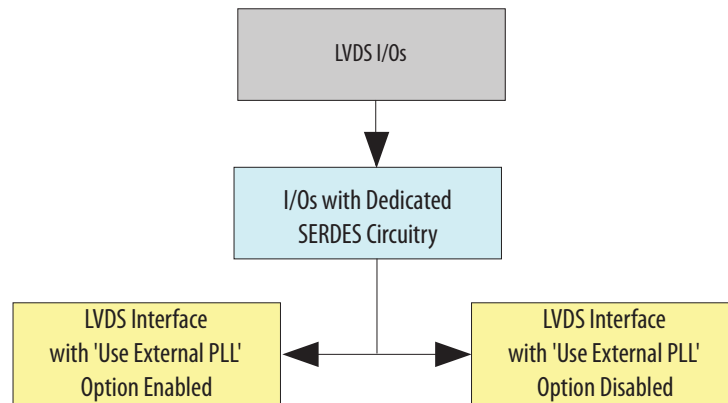 LVDS I/Os
I/Os with Dedicated
SERDES Circuitry
LVDS Interface
with 'Use External PLL'
Option Enabled
LVDS Interface
with 'Use External PLL'
Option Disabled